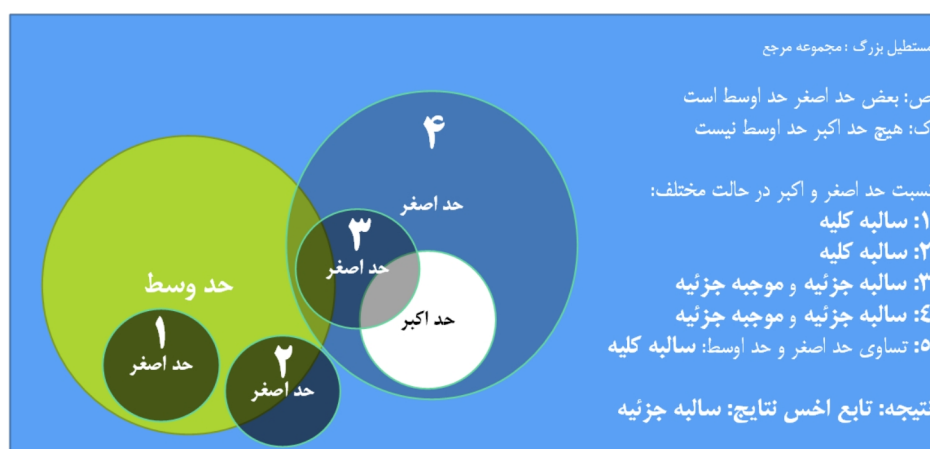 مستطیل بزرگ : مجموعه مرجع
ص: بعض حد اصغر حد اوسط است
ک: هیچ حد اکبر حد اوسط نیست
نسبت حد اصغر و اکبر در حالت مختلف:
۱: سالبه کلیه
۲: سالبه کلیه
۳: سالبه جزئیه و موجبه جزئیه
٤: سالبه جزئیه و موجبه جزئیه
۵: تساوی حد اصغر و حد اوسط: سالبه کلیه
نتیجه: تابع اخس نتایج: سالبه جزئیه
۴
حد اصغر
۳
حد اصغر
حد اکبر
حد وسط
۱
حد اصغر
۲
حد اصغر